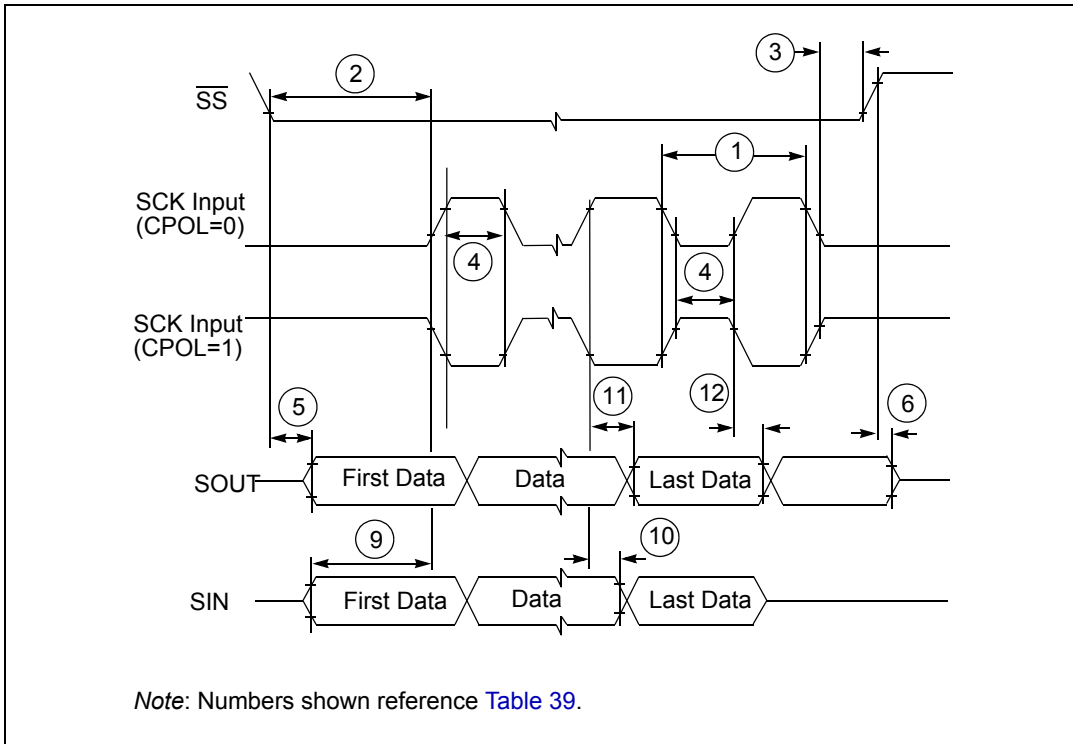 3
2
SS
1
SCK Input
(CPOL=0)
4
4
SCK Input
(CPOL=1)
11
12
5
6
SOUT
First Data
Data
Last Data
9
10
SIN
First Data
Data
Last Data
Note: Numbers shown reference Table 39.